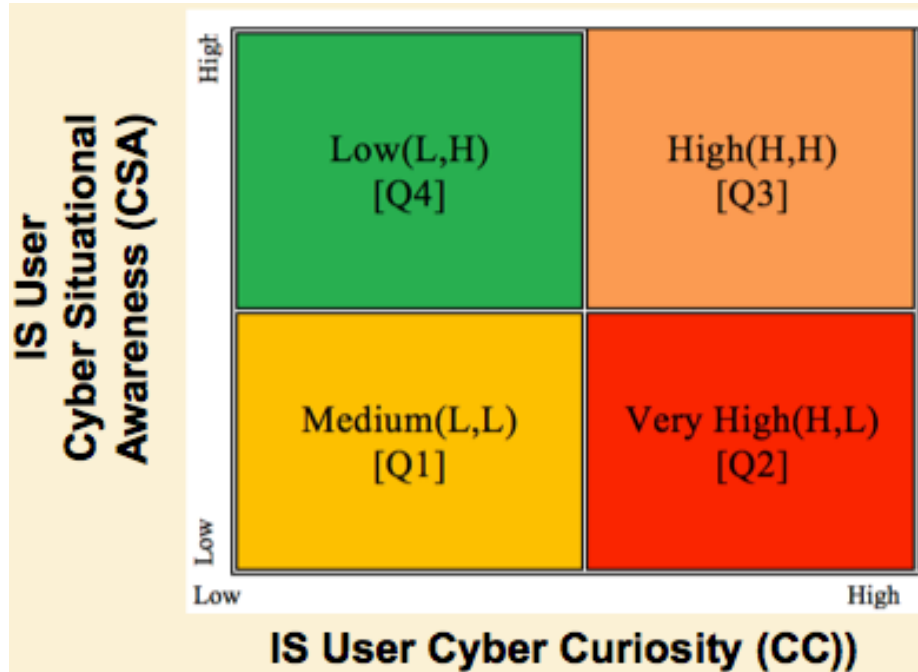 IS User
Cyber Situational
Awareness (CSA)
High
Low
Low(L,H)
[Q4]
High(H,H)
[Q3]
Medium(L,L)
[Q1]
Very High(H,L)
[Q2]
Low
High
IS User Cyber Curiosity (CC))